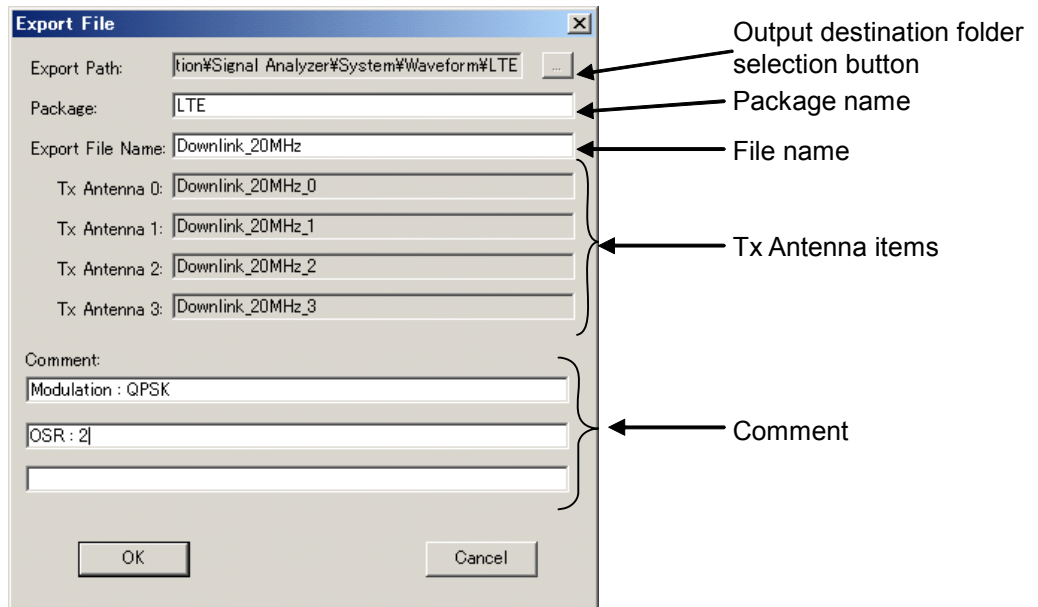 Export File
Export Path: tion¥Signal Analyzer¥System¥Waveform¥LTE ...
Output destination folder
selection button
Package: LTE
Package name
Export File Name: Downlink_20MHz
File name
Tx Antenna 0: Downlink_20MHz_0
Tx Antenna 1: Downlink_20MHz_1
Tx Antenna 2: Downlink_20MHz_2
Tx Antenna 3: Downlink_20MHz_3
Tx Antenna items
Comment:
Modulation : QPSK
OSR : 2
Comment
OK Cancel